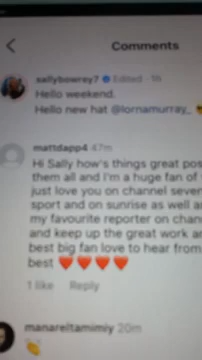 Comments
sallybowrey7 Edited · 1h
Hello weekend.
Hello new hat @lornamurray_
mattdapp4 47m
Hi Sally how's things great pos
them all and I'm a huge fan of
just love you on channel seven
sport and on sunrise as well a
my favourite reporter on chan
and keep up the great work a
best big fan love to hear from
best ❤️❤️❤️❤️
1 like Reply
manareltamimiy 20m
👏